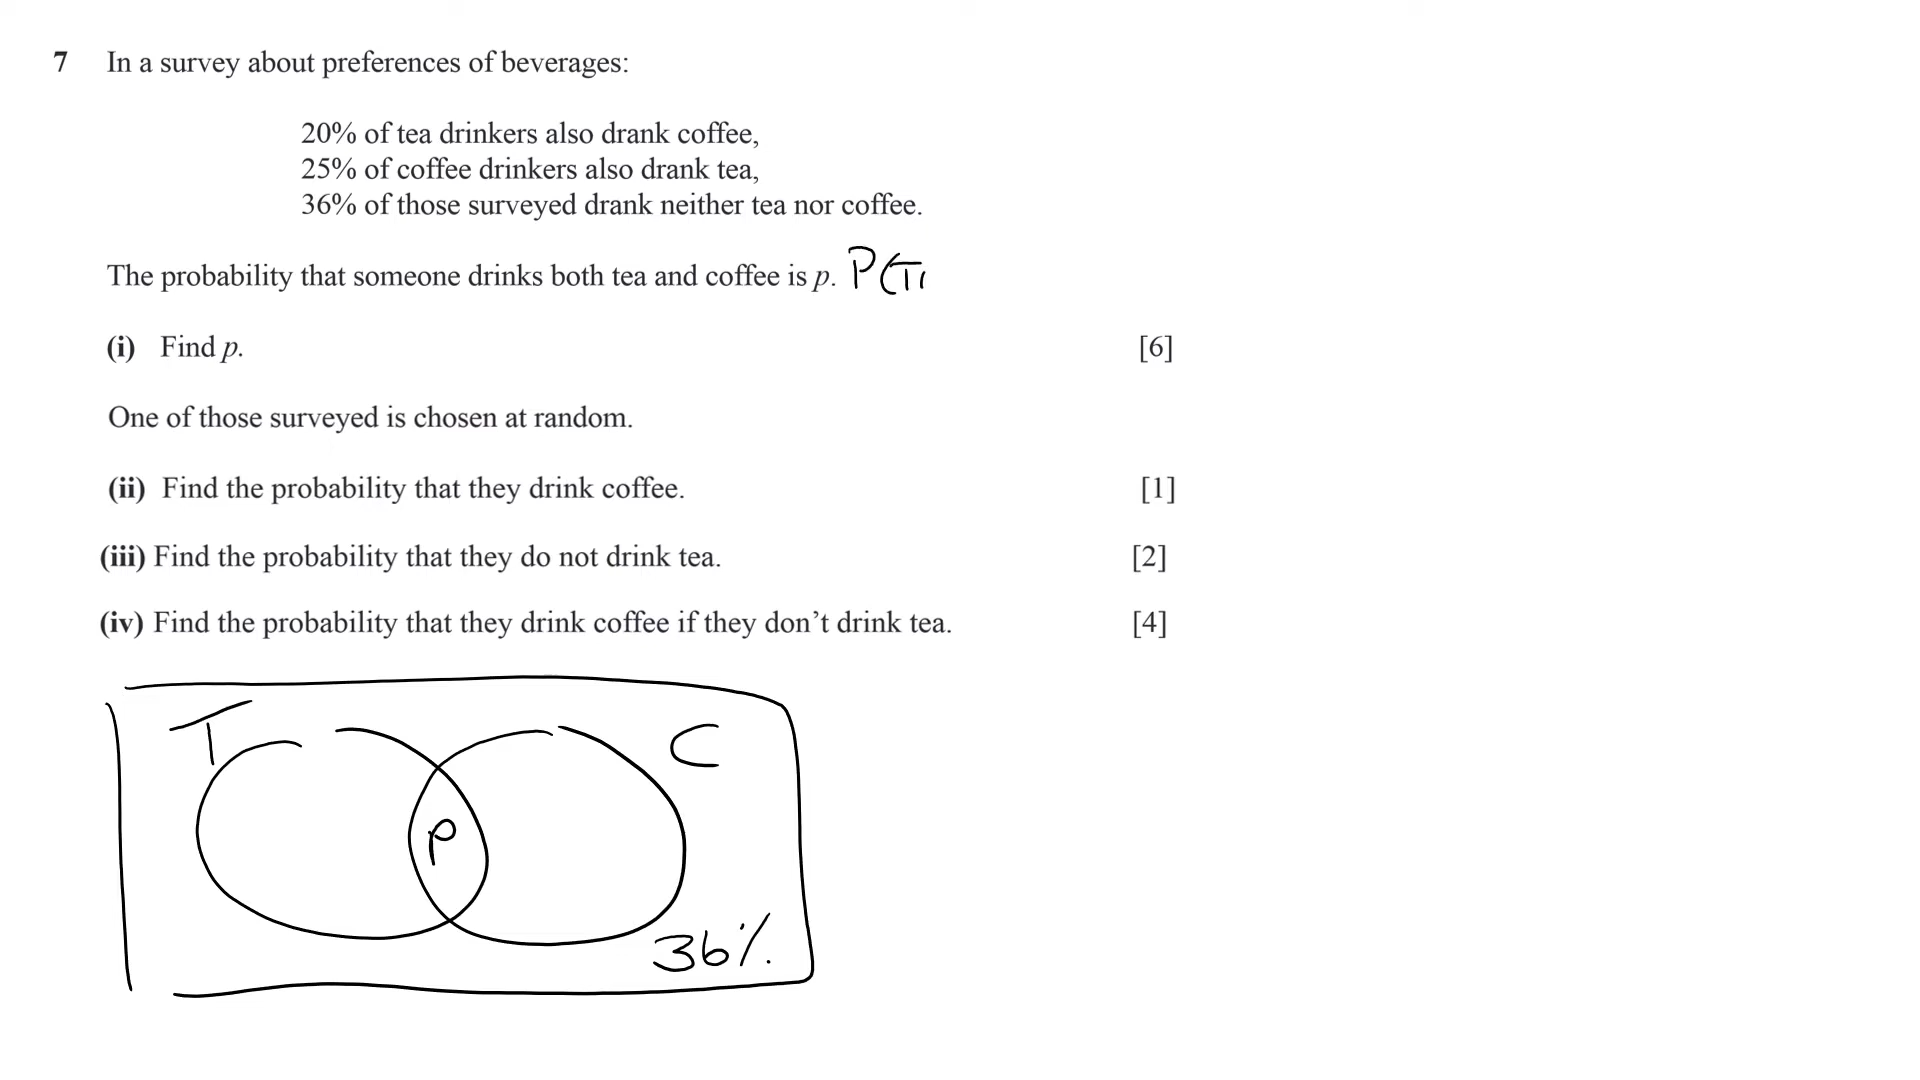 7 In a survey about preferences of beverages:
20% of tea drinkers also drank coffee,
25% of coffee drinkers also drank tea,
36% of those surveyed drank neither tea nor coffee.
The probability that someone drinks both tea and coffee is p. P(T
(i) Find p. [6]
One of those surveyed is chosen at random.
(ii) Find the probability that they drink coffee. [1]
(iii) Find the probability that they do not drink tea. [2]
(iv) Find the probability that they drink coffee if they don’t drink tea. [4]
T C
P
36%